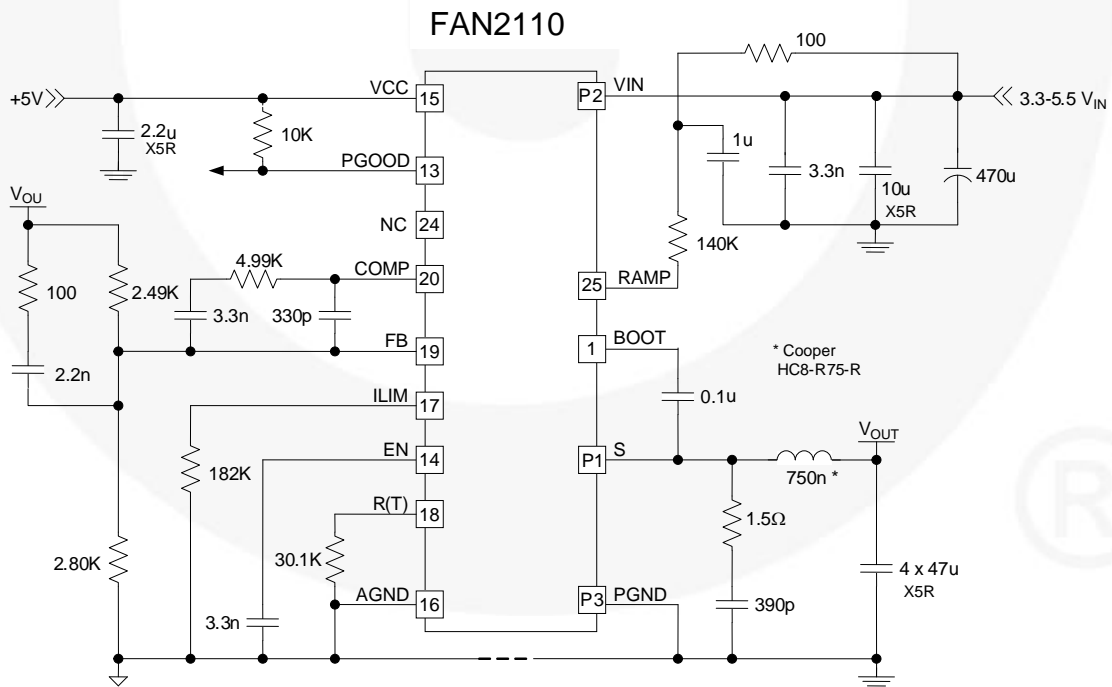 FAN2110
100
VCC
15
P2
VIN
+5V
3.3-5.5 VIN
2.2u
X5R
10K
1u
3.3n
10u
X5R
470u
PGOOD
13
VOU
NC
24
140K
4.99K
COMP
20
25
RAMP
100
2.49K
3.3n
330p
FB
19
1
BOOT
* Cooper
HC8-R75-R
2.2n
ILIM
17
0.1u
VOUT
EN
14
P1
S
182K
750n *
R(T)
18
1.5Ω
2.80K
30.1K
4 x 47u
X5R
AGND
16
P3
PGND
390p
3.3n
®